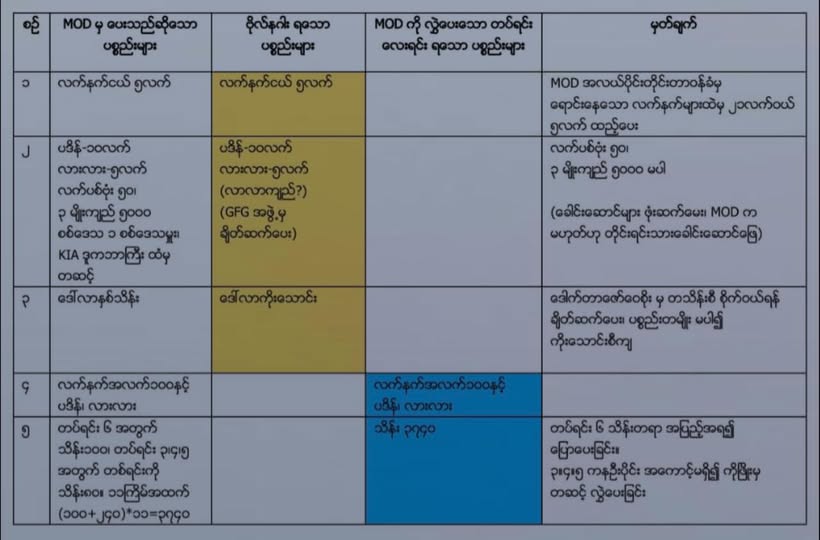 စဉ်
MOD မှ ပေးသည်ဆိုသော
ပစ္စည်းများ
ဗိုလ်နဂါး ရသော
ပစ္စည်းများ
MOD ကို လွှဲပေးသော တပ်ရင်း
လေးရင်း ရသော ပစ္စည်းများ
မှတ်ချက်
၁
လက်နက်ငယ် ၅လက်
လက်နက်ငယ် ၅လက်
MOD အလယ်ပိုင်းတိုင်းတာဝန်ခံမှ
ရောင်းနေသော လက်နက်များထဲမှ ၂၁လက်ဝယ်
၅လက် ထည့်ပေး
၂
ပဒိန်-၁၀လက်
လားလား-၅လက်
လက်ပစ်ဗုံး ၅၀၊
၃ မျိုးကျည် ၅၀၀၀
စစ်ဒေသ ၁ စစ်ဒေသမှူး၊
KIA ဒူကဘာကြီး ထံမှ
တဆင့်
ပဒိန်-၁၀လက်
လားလား-၅လက်
(လာလာကျည်?)
(GFG အဖွဲ့မှ
ချိတ်ဆက်ပေး)
လက်ပစ်ဗုံး ၅၀၊
၃ မျိုးကျည် ၅၀၀၀ မပါ
(ခေါင်းဆောင်များ ဖုံးဆက်မေး၊ MOD က
မဟုတ်ဟု တိုင်းရင်းသားခေါင်းဆောင်ဖြေ)
၃
ဒေါ်လာနှစ်သိန်း
ဒေါ်လာကိုးသောင်း
ဒေါက်တာဇော်ဝေစိုး မှ တသိန်းစီ စိုက်ဝယ်ရန်
ချိတ်ဆက်ပေး၊ ပစ္စည်းတမျိုး မပါ၍
ကိုးသောင်းစီကျ
၄
လက်နက်အလက်၁၀၀နှင့်
ပဒိန်၊ လားလား
လက်နက်အလက်၁၀၀နှင့်
ပဒိန်၊ လားလား
၅
တပ်ရင်း ၆ အတွက်
သိန်း၁၀၀၊ တပ်ရင်း ၃၊၄၊၅
အတွက် တစ်ရင်းကို
သိန်း၈၀။ ၁၁ကြိမ်အထက်
(၁၀၀+၂၄၀)*၁၁=၃၇၄၀
သိန်း ၃၇၄၀
တပ်ရင်း ၆ သိန်းတရာ အပြည့်အရ၍
ပြောပေးခြင်း။
၃။၄။၅ ကနဦးပိုင်း အကောင့်မရှိ၍ ကိုဖြိုးမှ
တဆင့် လွှဲပေးခြင်း